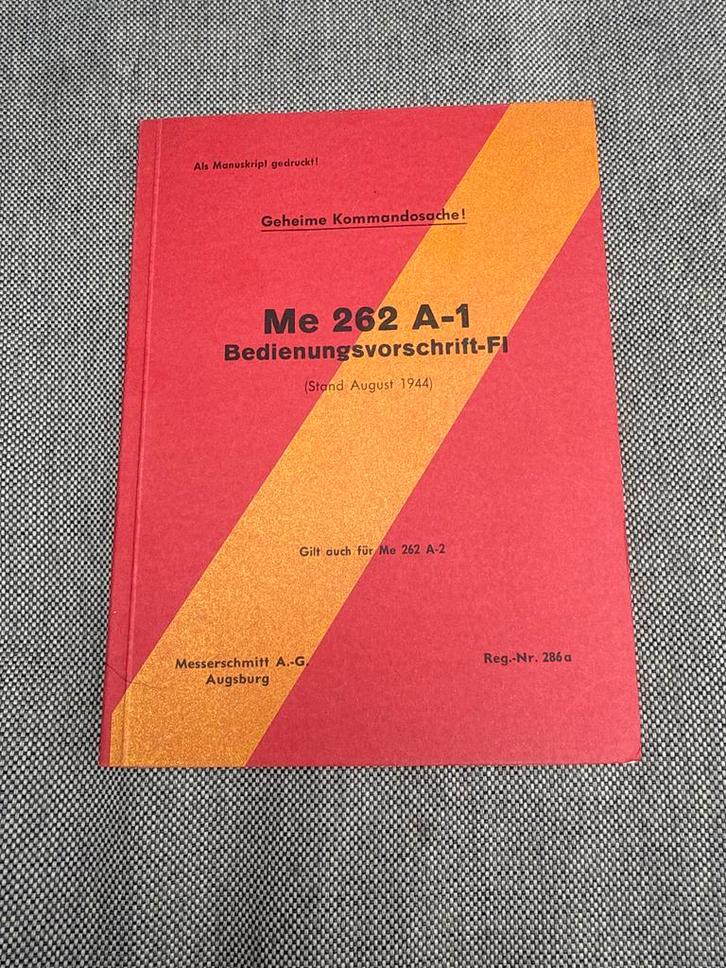 Als Manuskript gedruckt!
Geheime Kommandosache!
Me 262 A-1
Bedienungsvorschrift-Fl
(Stand August 1944)
Gilt auch für Me 262 A-2
Messerschmitt A.-G.
Augsburg
Reg.-Nr. 286a